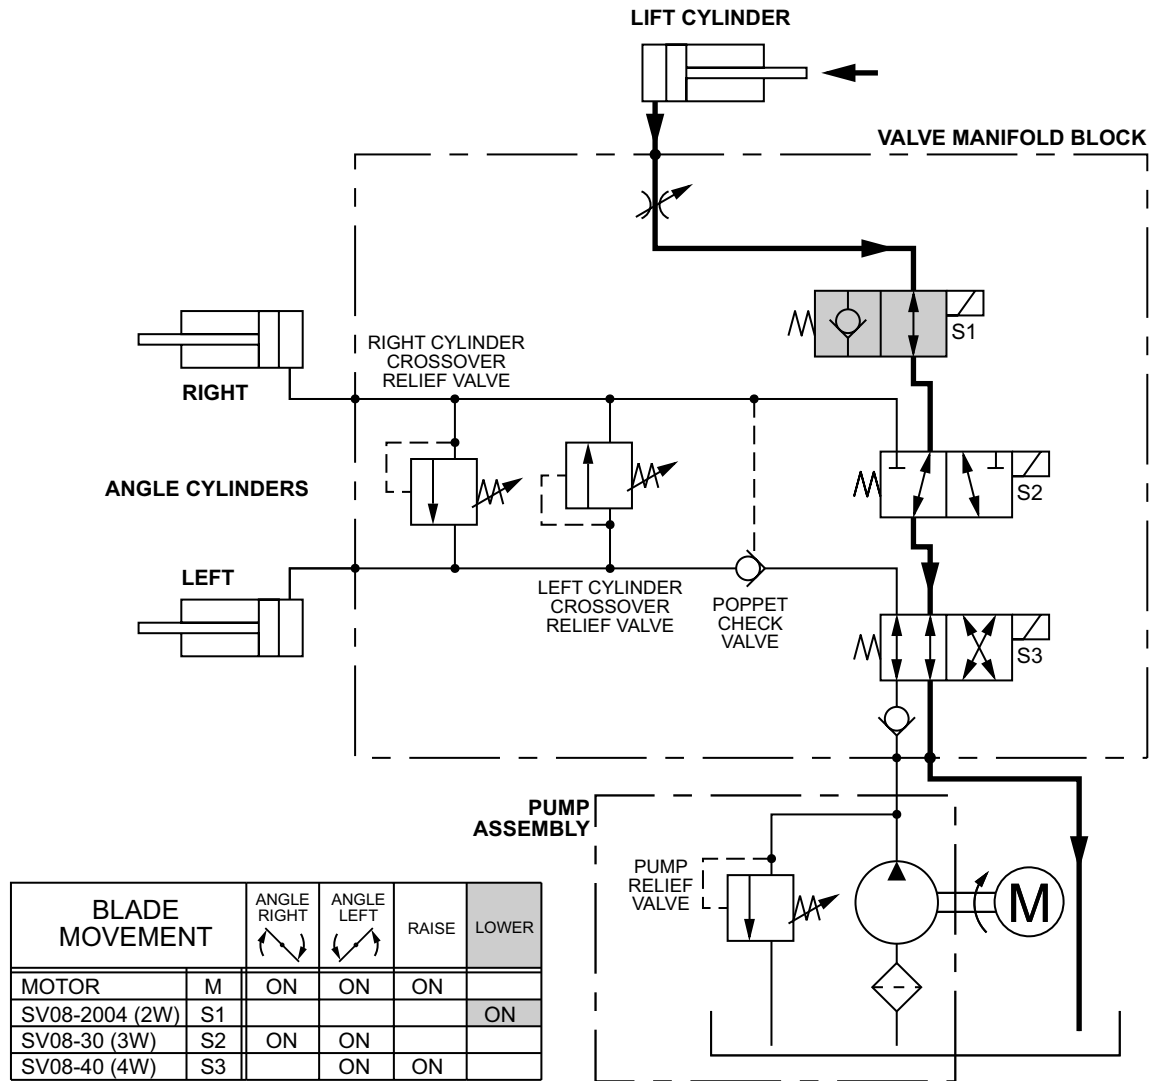 LIFT CYLINDER
VALVE MANIFOLD BLOCK
S1
RIGHT CYLINDER
CROSSOVER
RELIEF VALVE
RIGHT
S2
ANGLE CYLINDERS
LEFT
LEFT CYLINDER
CROSSOVER
RELIEF VALVE
POPPET
CHECK
VALVE
S3
PUMP
ASSEMBLY
PUMP
RELIEF
VALVE
M
BLADE
MOVEMENT
ANGLE
RIGHT
ANGLE
LEFT
RAISE
LOWER
MOTOR M ON ON ON
SV08-2004 (2W) S1 ON
SV08-30 (3W) S2 ON ON
SV08-40 (4W) S3 ON ON